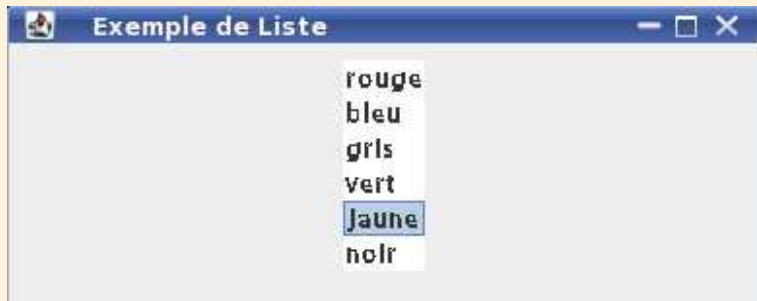 Exemple de Liste
rouge
bleu
gris
vert
jaune
noir